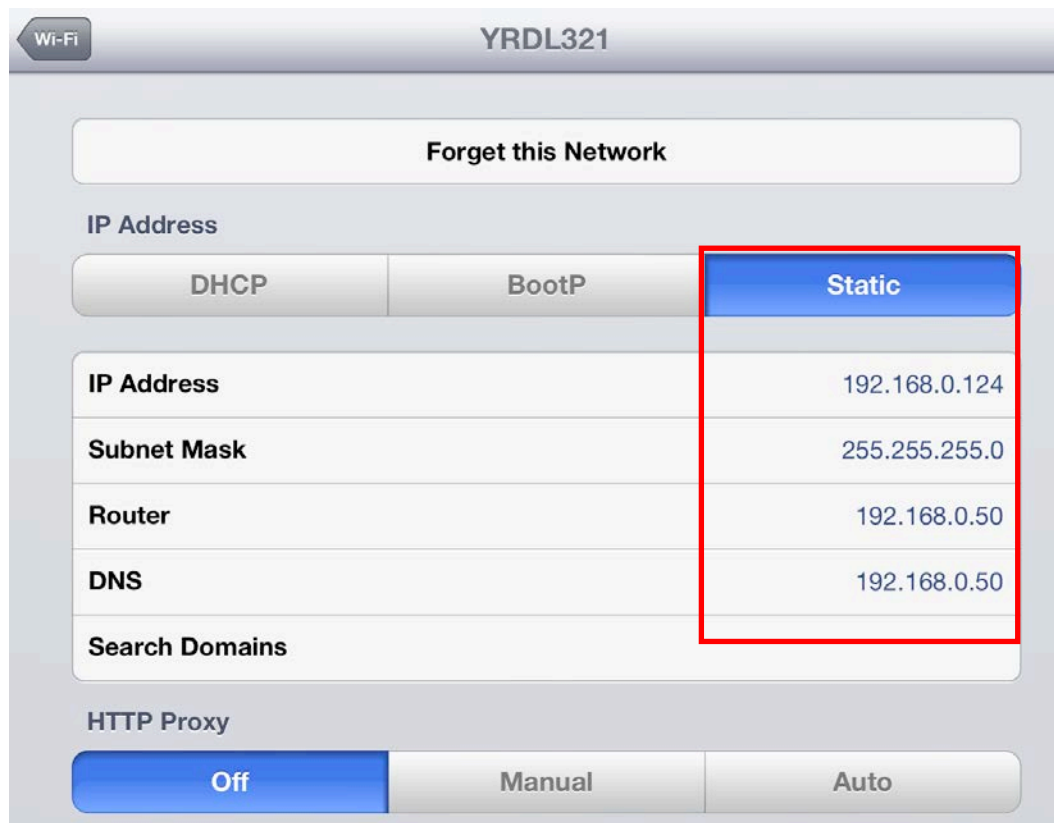 Wi-Fi YRDL321
Forget this Network
IP Address
DHCP BootP Static
IP Address 192.168.0.124
Subnet Mask 255.255.255.0
Router 192.168.0.50
DNS 192.168.0.50
Search Domains
HTTP Proxy
Off Manual Auto